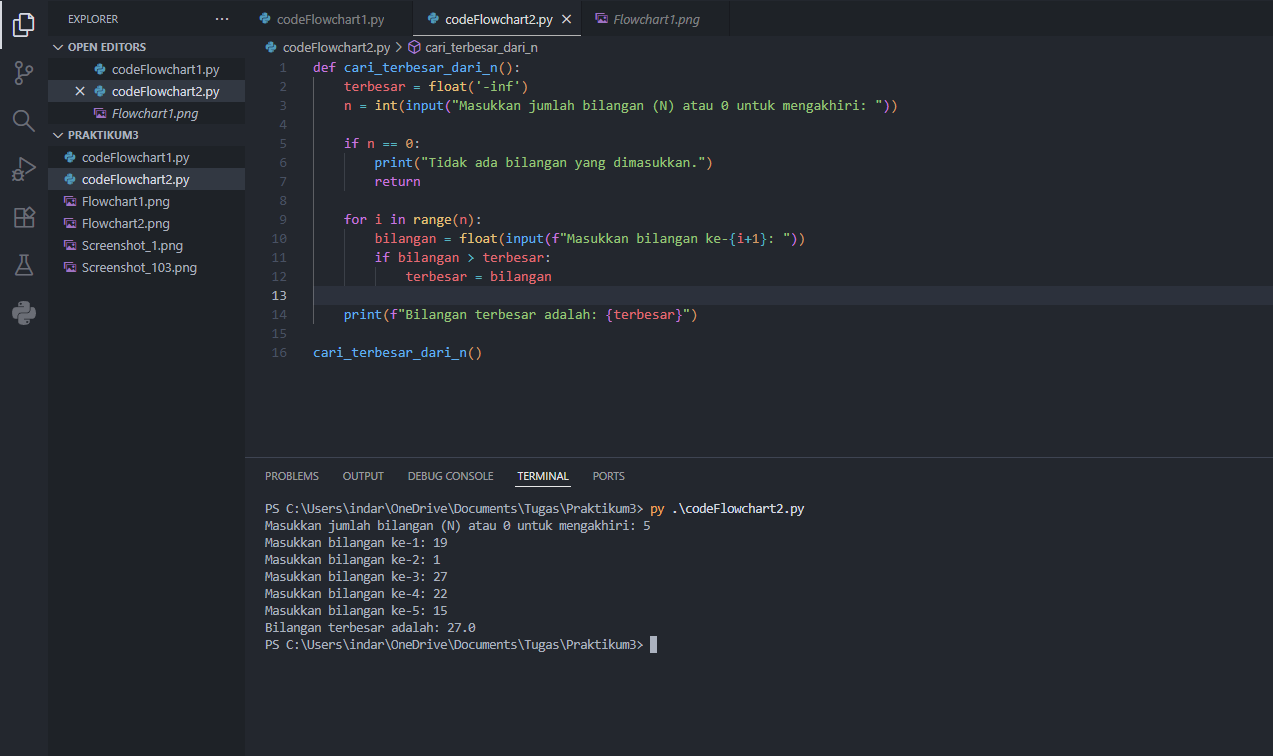 EXPLORER ···
OPEN EDITORS
codeFlowchart1.py
codeFlowchart2.py
Flowchart1.png
PRAKTIKUM3
codeFlowchart1.py
codeFlowchart2.py
Flowchart1.png
Flowchart2.png
Screenshot_1.png
Screenshot_103.png
codeFlowchart1.py codeFlowchart2.py Flowchart1.png
codeFlowchart2.py > cari_terbesar_dari_n
1 def cari_terbesar_dari_n():
2     terbesar = float('-inf')
3     n = int(input("Masukkan jumlah bilangan (N) atau 0 untuk mengakhiri: "))
4
5     if n == 0:
6         print("Tidak ada bilangan yang dimasukkan.")
7         return
8
9     for i in range(n):
10         bilangan = float(input(f"Masukkan bilangan ke-{i+1}: "))
11         if bilangan > terbesar:
12             terbesar = bilangan
13
14     print(f"Bilangan terbesar adalah: {terbesar}")
15
16 cari_terbesar_dari_n()
PROBLEMS OUTPUT DEBUG CONSOLE TERMINAL PORTS
PS C:\Users\indar\OneDrive\Documents\Tugas\Praktikum3> py .\codeFlowchart2.py
Masukkan jumlah bilangan (N) atau 0 untuk mengakhiri: 5
Masukkan bilangan ke-1: 19
Masukkan bilangan ke-2: 1
Masukkan bilangan ke-3: 27
Masukkan bilangan ke-4: 22
Masukkan bilangan ke-5: 15
Bilangan terbesar adalah: 27.0
PS C:\Users\indar\OneDrive\Documents\Tugas\Praktikum3>